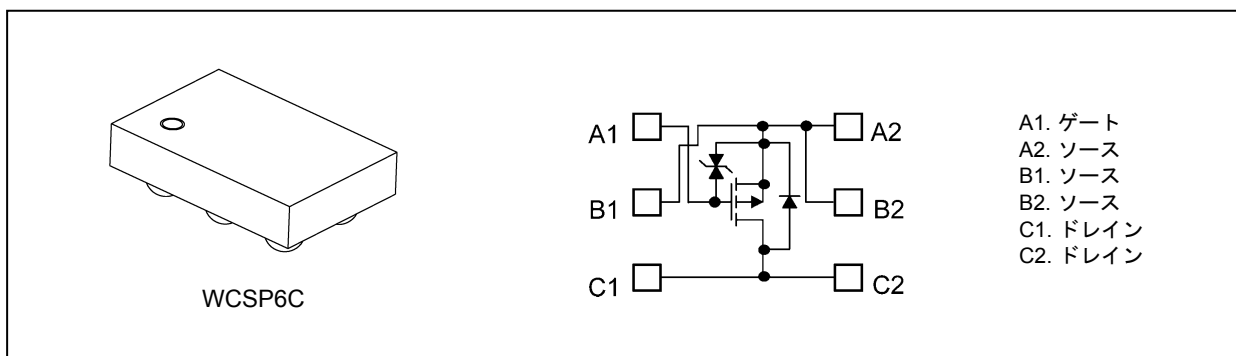 WCSP6C
A1
A2
B1
B2
C1
C2
A1. ゲート
A2. ソース
B1. ソース
B2. ソース
C1. ドレイン
C2. ドレイン